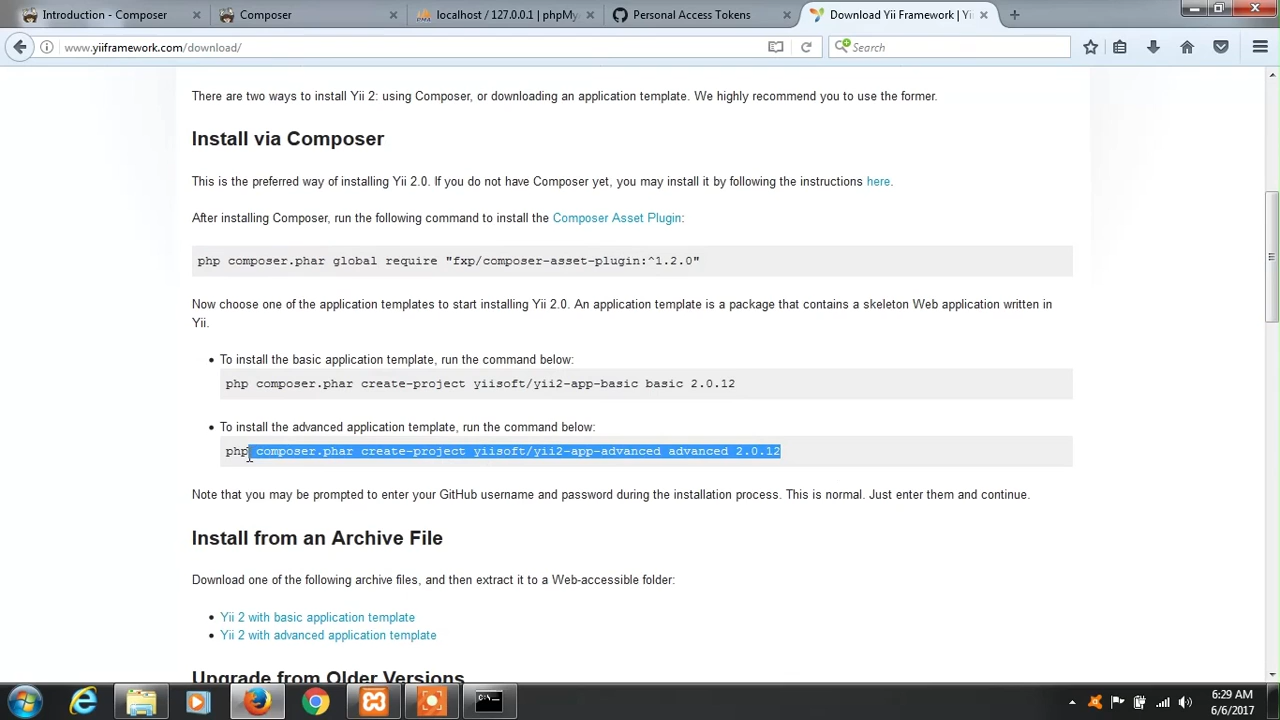 Introduction - Composer
Composer
localhost / 127.0.0.1 | phpMy
Personal Access Tokens
Download Yii Framework | Yi
www.yiiframework.com/download/
Search
There are two ways to install Yii 2: using Composer, or downloading an application template. We highly recommend you to use the former.
Install via Composer
This is the preferred way of installing Yii 2.0. If you do not have Composer yet, you may install it by following the instructions here.
After installing Composer, run the following command to install the Composer Asset Plugin:
php composer.phar global require "fxp/composer-asset-plugin:^1.2.0"
Now choose one of the application templates to start installing Yii 2.0. An application template is a package that contains a skeleton Web application written in
Yii.
• To install the basic application template, run the command below:
php composer.phar create-project yiisoft/yii2-app-basic basic 2.0.12
• To install the advanced application template, run the command below:
php composer.phar create-project yiisoft/yii2-app-advanced advanced 2.0.12
Note that you may be prompted to enter your GitHub username and password during the installation process. This is normal. Just enter them and continue.
Install from an Archive File
Download one of the following archive files, and then extract it to a Web-accessible folder:
• Yii 2 with basic application template
• Yii 2 with advanced application template
Upgrade from Older Versions
6:29 AM
6/6/2017